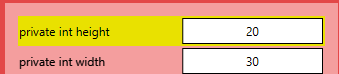 private int height 20
private int width 30